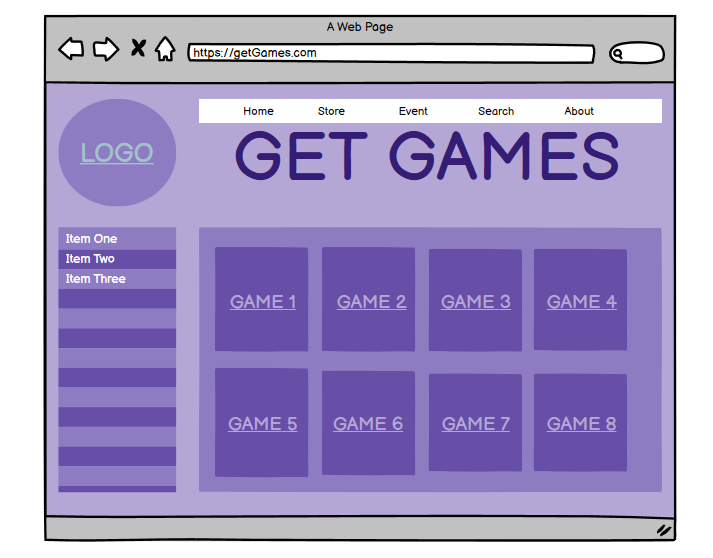 A Web Page
https://getGames.com
Home Store Event Search About
LOGO
GET GAMES
Item One
Item Two
Item Three
GAME 1 GAME 2 GAME 3 GAME 4
GAME 5 GAME 6 GAME 7 GAME 8